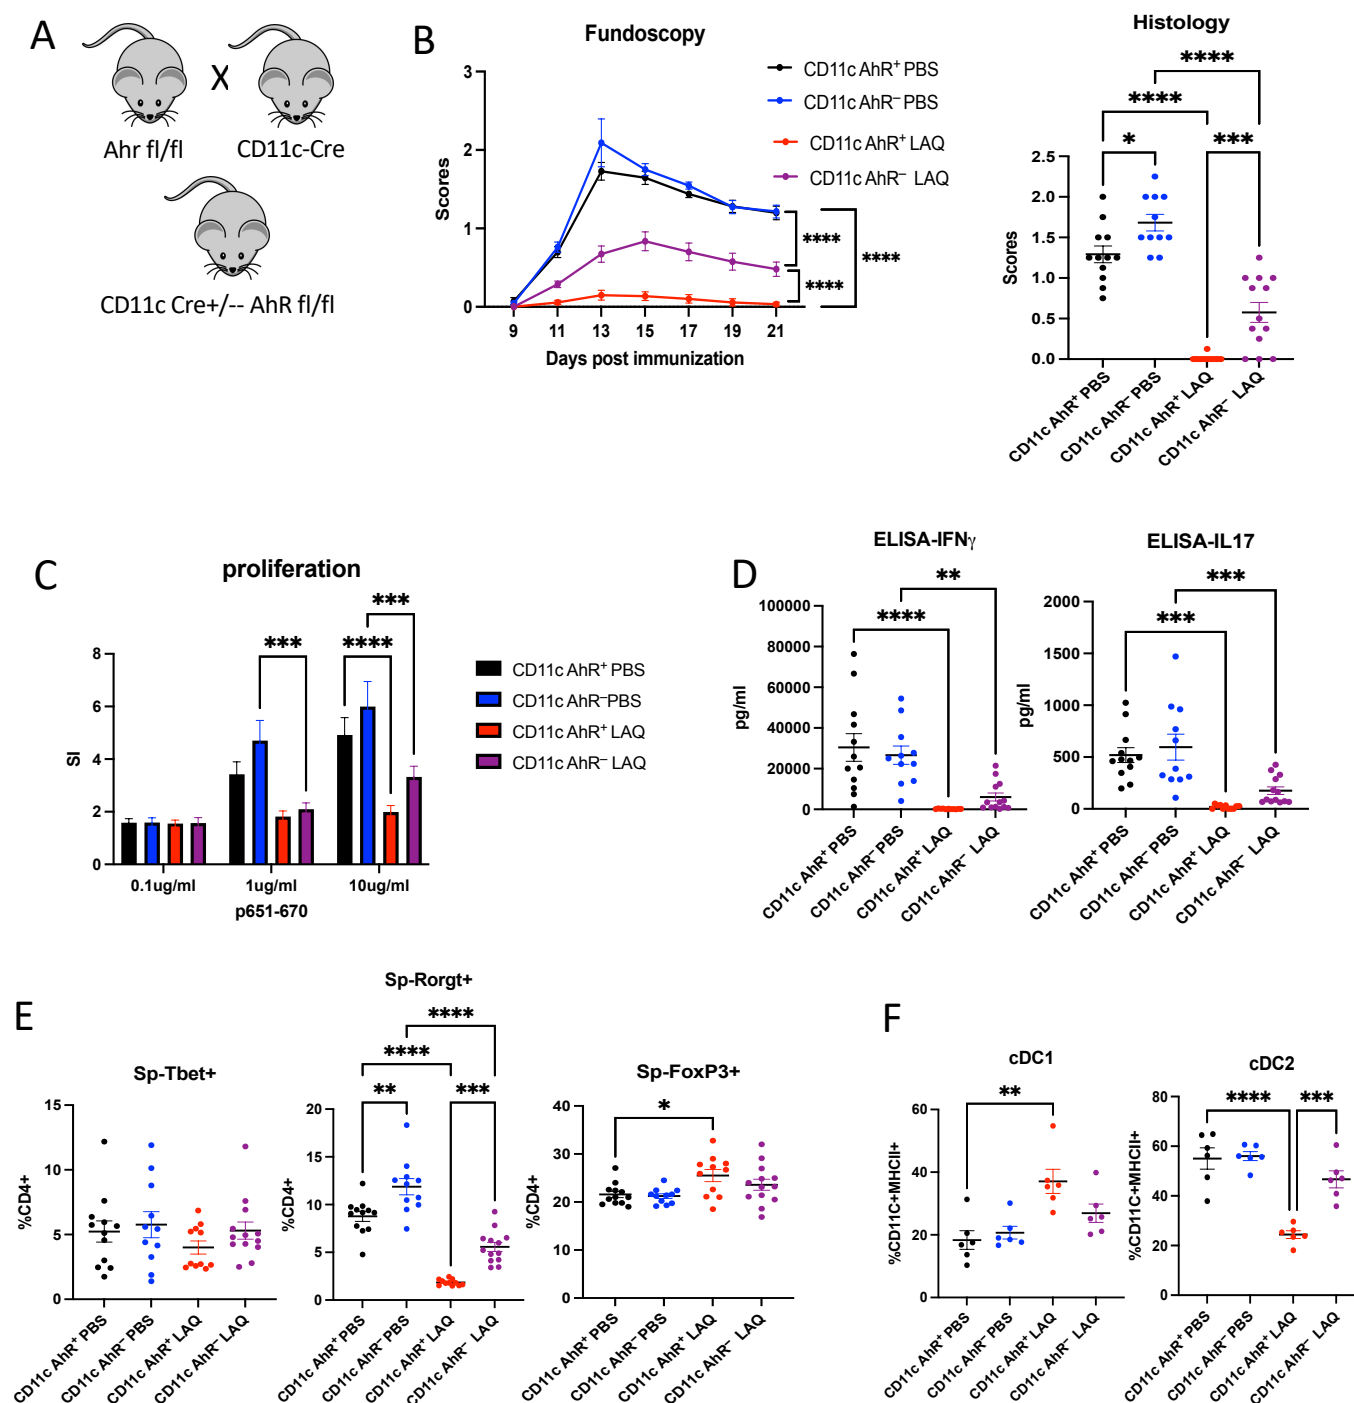 A
X
Ahr fl/fl
CD11c-Cre
CD11c Cre+/-- AhR fl/fl
B
Fundoscopy
Scores
3
2
1
0
9 11 13 15 17 19 21
Days post immunization
CD11c AhR+ PBS
CD11c AhR– PBS
CD11c AhR+ LAQ
CD11c AhR– LAQ
****
****
****
Histology
****
****
* ***
Scores
2.5
2.0
1.5
1.0
0.5
0.0
CD11c AhR+ PBS
CD11c AhR– PBS
CD11c AhR+ LAQ
CD11c AhR– LAQ
C
proliferation
***
*** ****
SI
8
6
4
2
0
0.1ug/ml 1ug/ml 10ug/ml
p651-670
CD11c AhR+ PBS
CD11c AhR–PBS
CD11c AhR+ LAQ
CD11c AhR– LAQ
D
ELISA-IFNγ
**
****
pg/ml
100000
80000
60000
40000
20000
0
CD11c AhR+ PBS
CD11c AhR– PBS
CD11c AhR+ LAQ
CD11c AhR– LAQ
ELISA-IL17
***
***
pg/ml
2000
1500
1000
500
0
CD11c AhR+ PBS
CD11c AhR– PBS
CD11c AhR+ LAQ
CD11c AhR– LAQ
E
Sp-Tbet+
%CD4+
15
10
5
0
CD11c AhR+ PBS
CD11c AhR– PBS
CD11c AhR+ LAQ
CD11c AhR– LAQ
Sp-Rorgt+
****
****
** ***
%CD4+
20
15
10
5
0
CD11c AhR+ PBS
CD11c AhR– PBS
CD11c AhR+ LAQ
CD11c AhR– LAQ
Sp-FoxP3+
*
%CD4+
40
30
20
10
0
CD11c AhR+ PBS
CD11c AhR– PBS
CD11c AhR+ LAQ
CD11c AhR– LAQ
F
cDC1
**
%CD11C+MHCII+
60
40
20
0
CD11c AhR+ PBS
CD11c AhR– PBS
CD11c AhR+ LAQ
CD11c AhR– LAQ
cDC2
**** ***
%CD11C+MHCII+
80
60
40
20
0
CD11c AhR+ PBS
CD11c AhR– PBS
CD11c AhR+ LAQ
CD11c AhR– LAQ